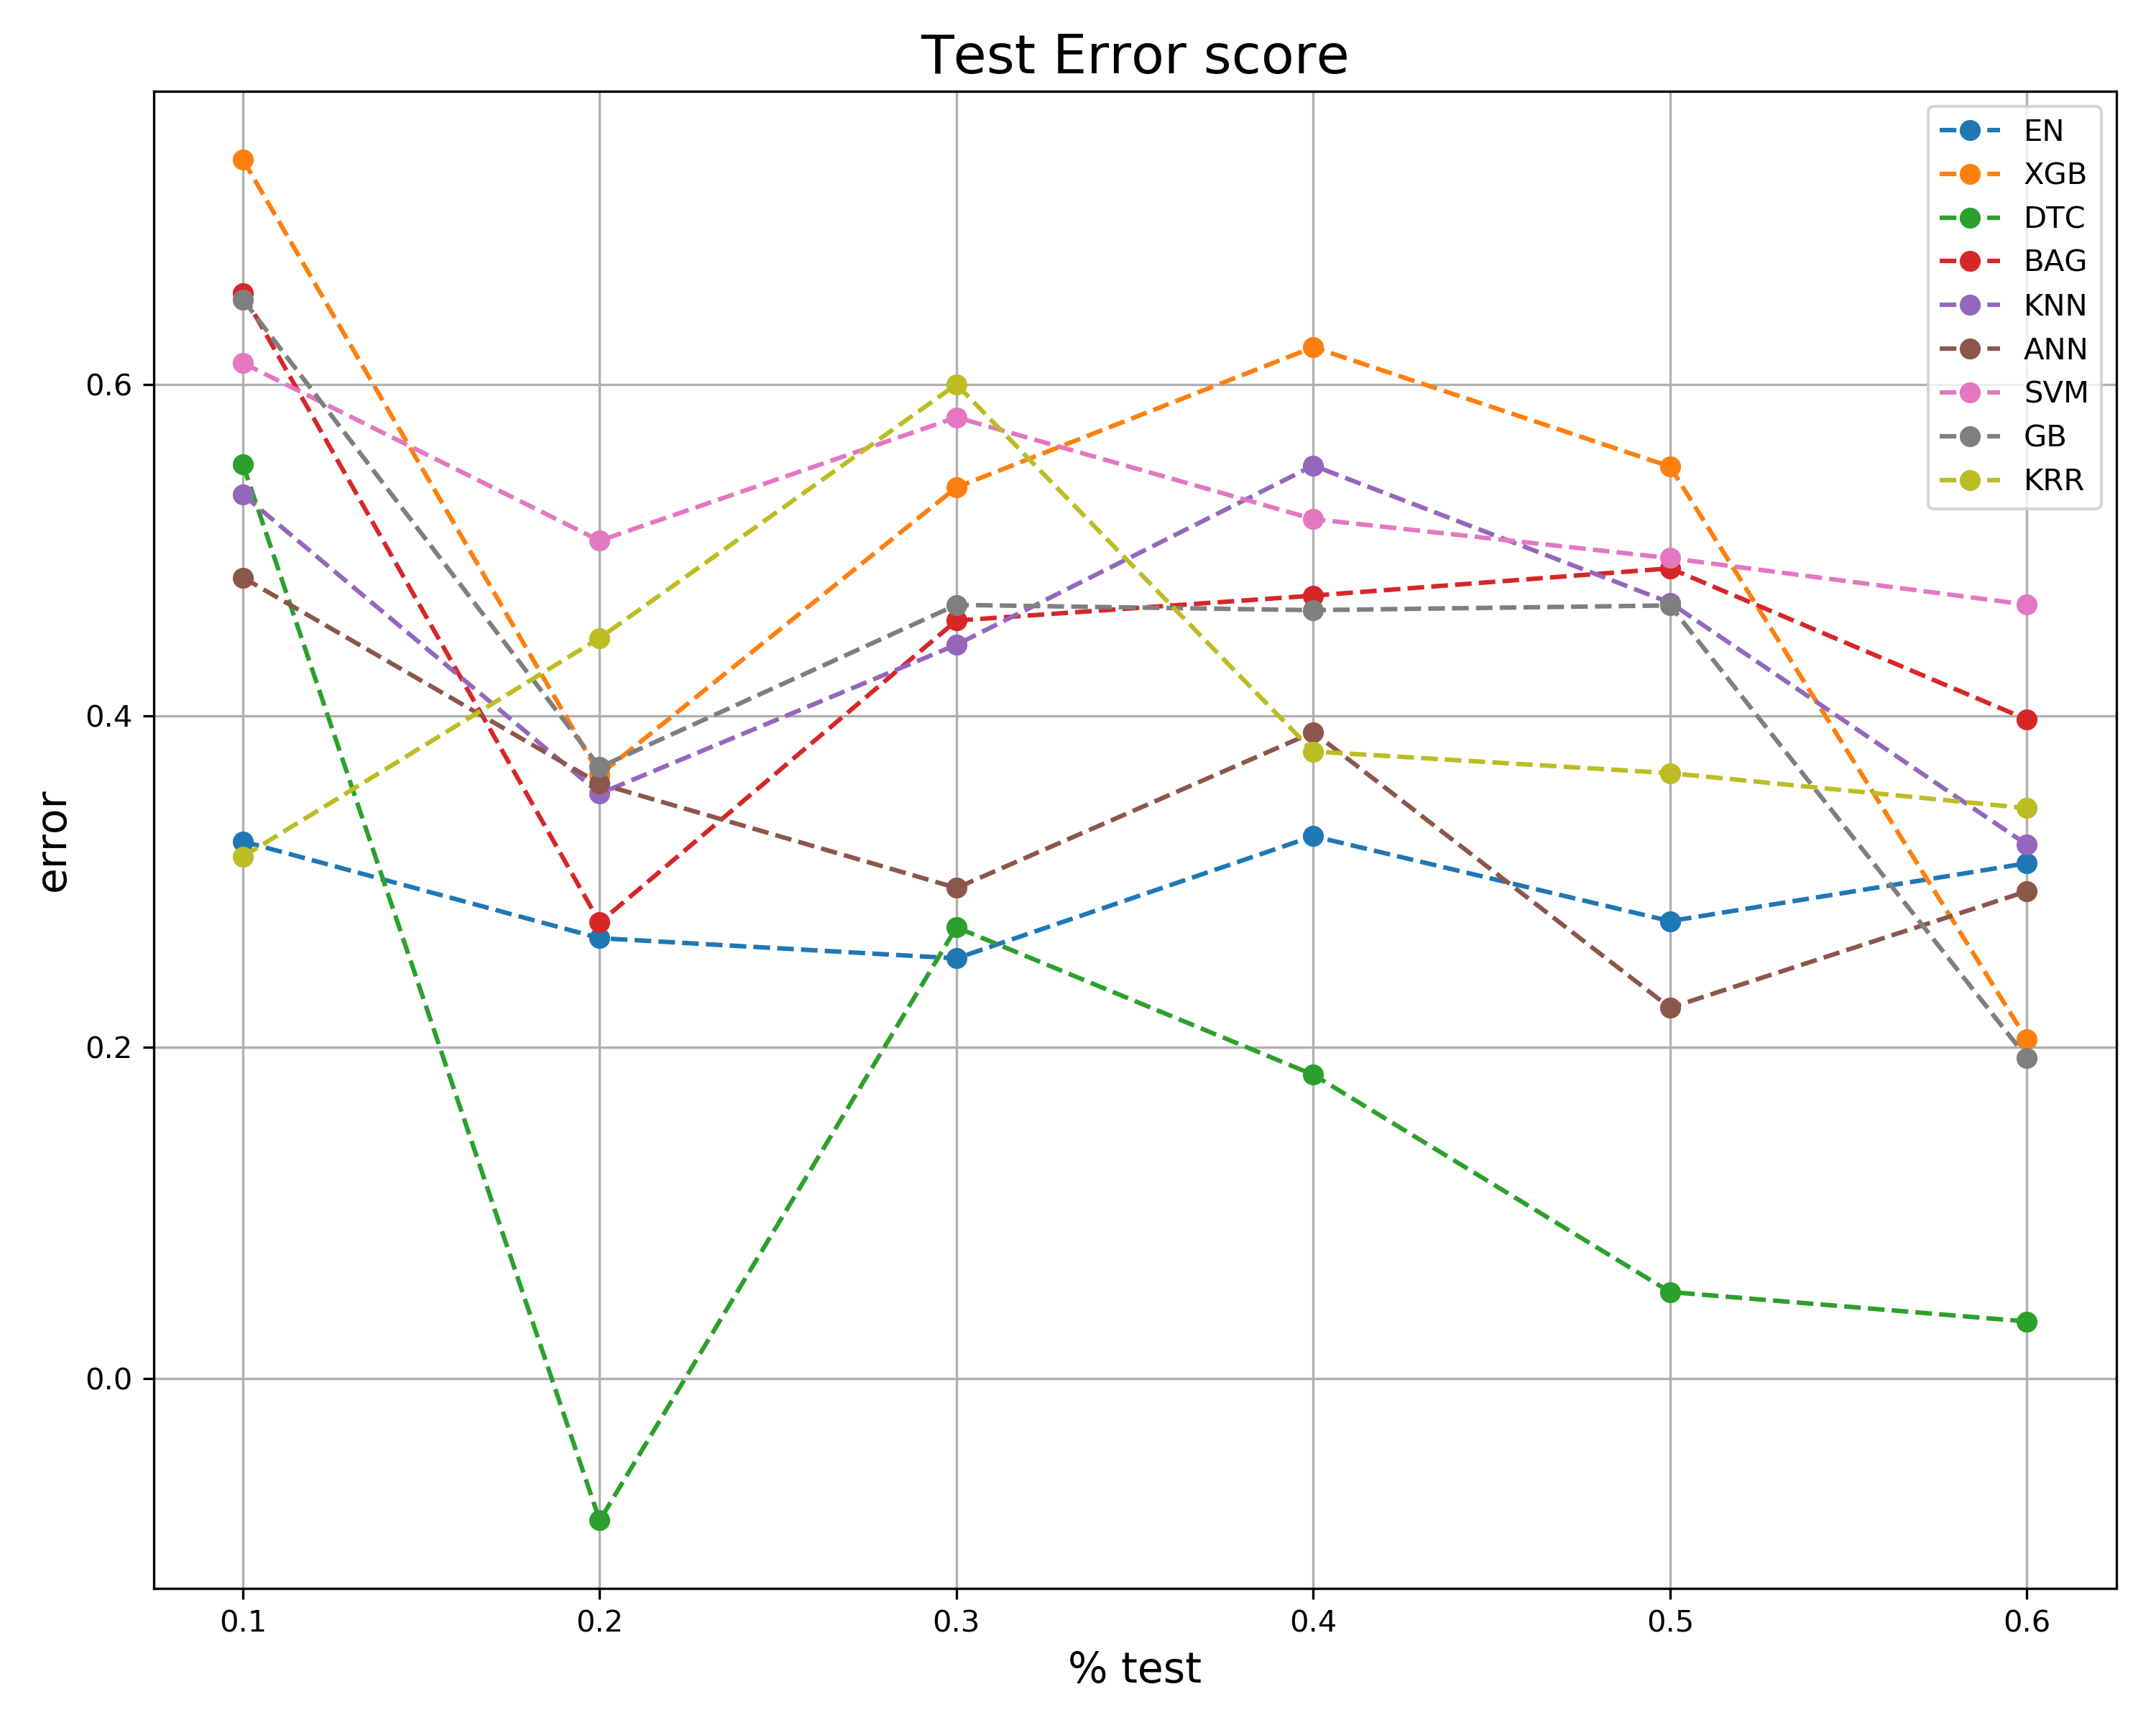 Test Error score
EN
XGB
DTC
BAG
KNN
ANN
SVM
GB
KRR
0.6
0.4
0.2
0.0
error
0.1 0.2 0.3 0.4 0.5 0.6
% test